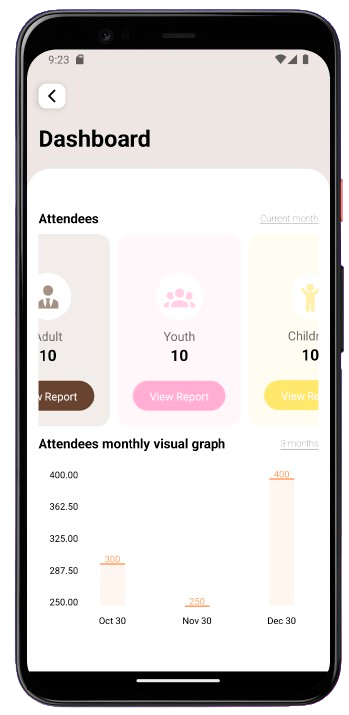 9:23
Dashboard
Attendees Current month
Adult Youth Childr
10 10 10
w Report View Report View Re
Attendees monthly visual graph 3 months
400.00 400
362.50
325.00
300
287.50
250.00 250
Oct 30 Nov 30 Dec 30